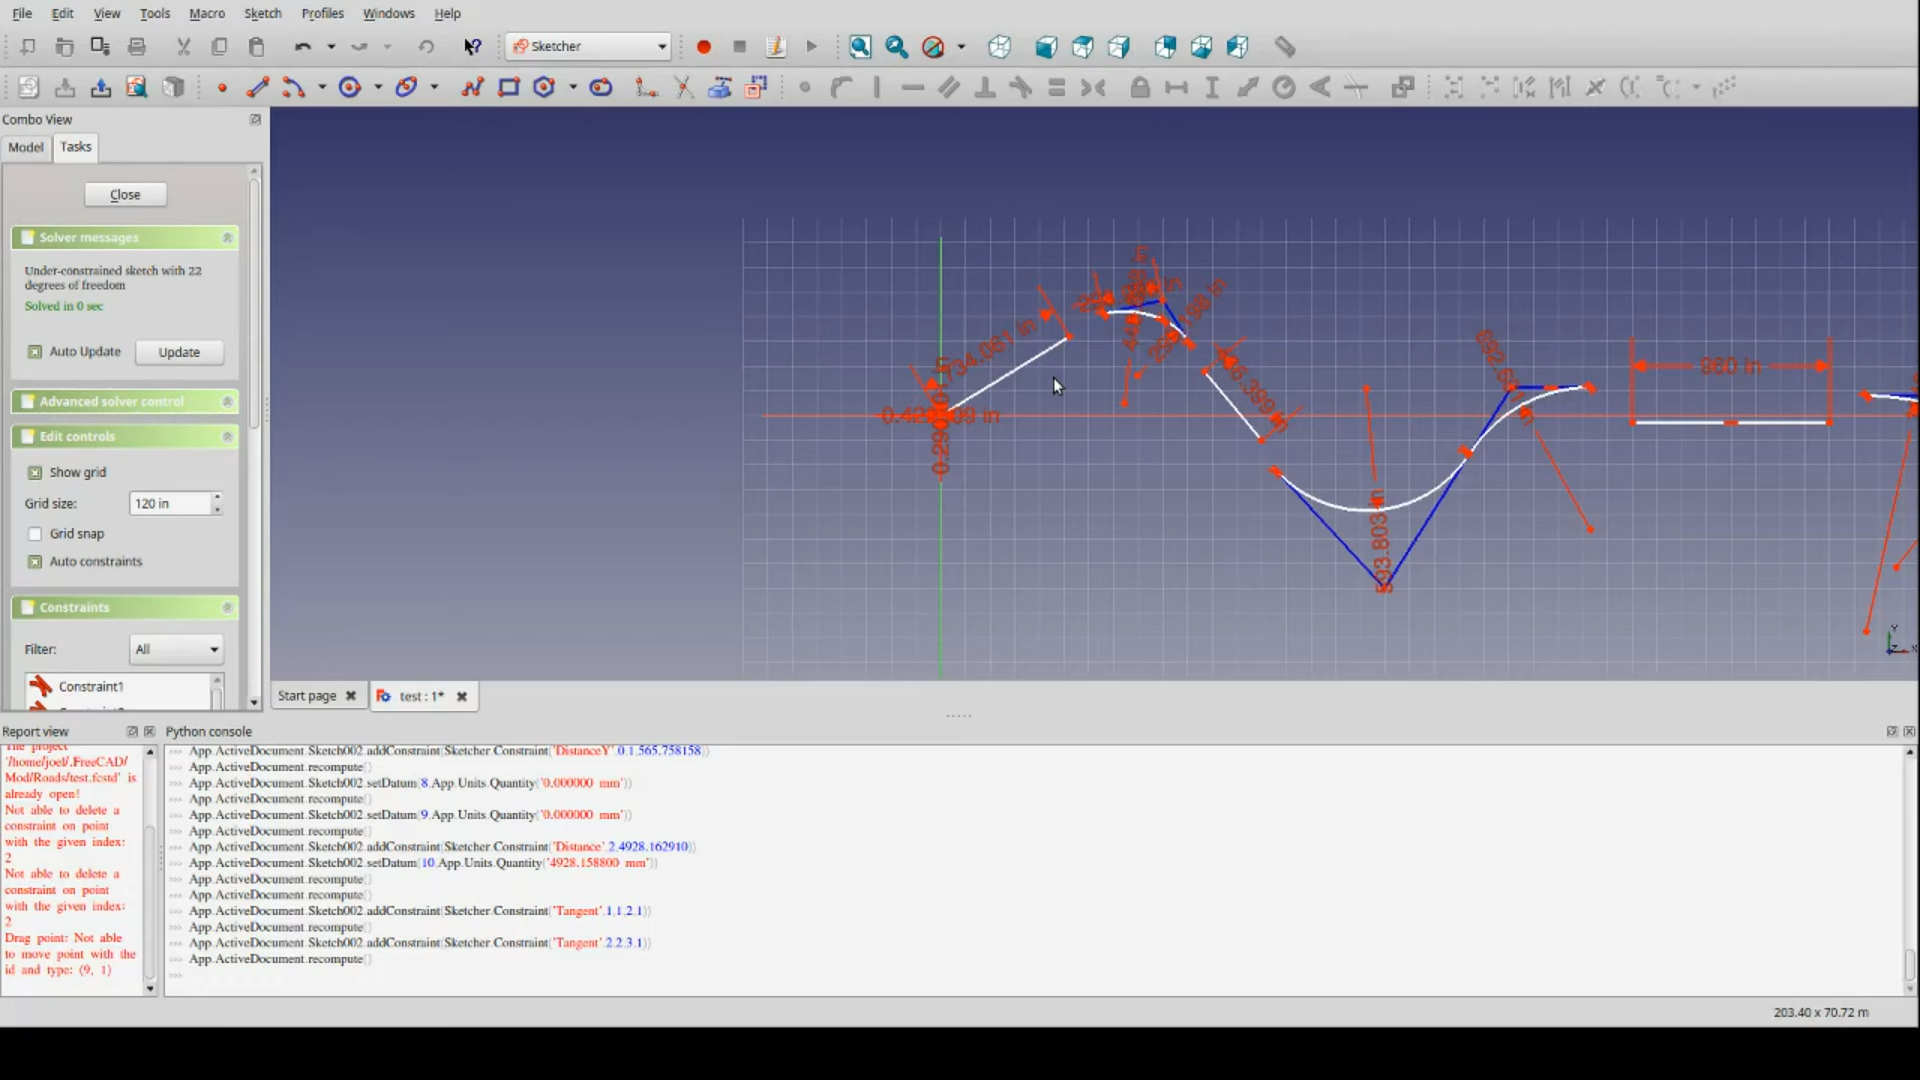 File Edit View Tools Macro Sketch Profiles Windows Help
Sketcher
Combo View
Model Tasks
Close
Solver messages
Under-constrained sketch with 22
degrees of freedom
Solved in 0 sec
Auto Update Update
Advanced solver control
Edit controls
Show grid
Grid size: 120 in
Grid snap
Auto constraints
Constraints
Filter: All
Constraint1
734.081 in
593.803 in
960 in
Y
X
Start page test : 1*
Report view
The project
'/home/joel/.FreeCAD/
Mod/Roads/test.fcstd' is
already open!
Not able to delete a
constraint on point
with the given index:
2
Not able to delete a
constraint on point
with the given index:
2
Drag point: Not able
to move point with the
id and type: (9, 1)
Python console
>>> App.ActiveDocument.Sketch002.addConstraint(Sketcher.Constraint('DistanceY',0,1,565.758158))
>>> App.ActiveDocument.recompute()
>>> App.ActiveDocument.Sketch002.setDatum(8,App.Units.Quantity('0.000000 mm'))
>>> App.ActiveDocument.recompute()
>>> App.ActiveDocument.Sketch002.setDatum(9,App.Units.Quantity('0.000000 mm'))
>>> App.ActiveDocument.recompute()
>>> App.ActiveDocument.Sketch002.addConstraint(Sketcher.Constraint('Distance',2,4928.162910))
>>> App.ActiveDocument.Sketch002.setDatum(10,App.Units.Quantity('4928.158800 mm'))
>>> App.ActiveDocument.recompute()
>>> App.ActiveDocument.recompute()
>>> App.ActiveDocument.Sketch002.addConstraint(Sketcher.Constraint('Tangent',1,1,2,1))
>>> App.ActiveDocument.recompute()
>>> App.ActiveDocument.Sketch002.addConstraint(Sketcher.Constraint('Tangent',2,2,3,1))
>>> App.ActiveDocument.recompute()
>>>
203.40 x 70.72 m